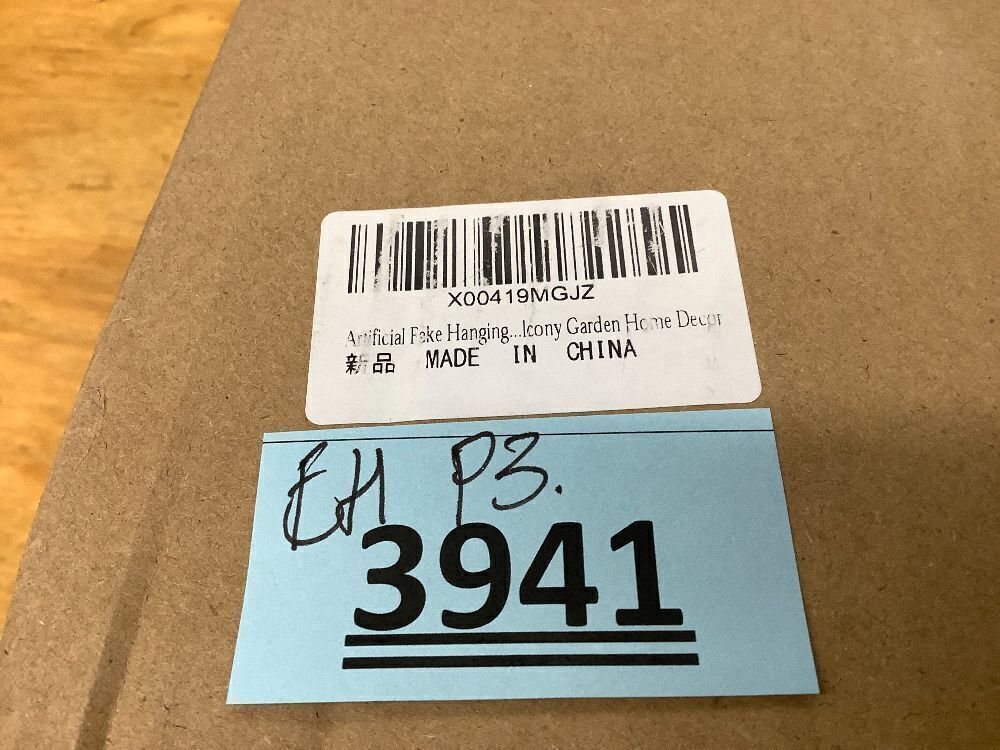 X00419MGJZ
Artificial Fake Hanging...lcony Garden Home Decor
新品 MADE IN CHINA
EH P3.
3941